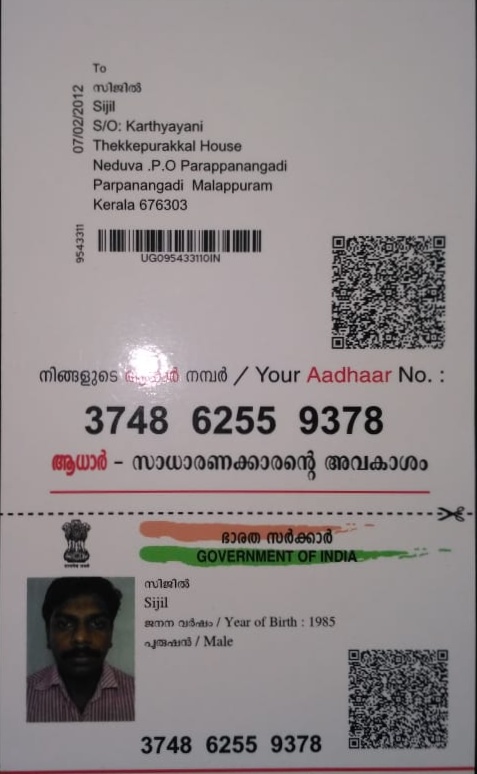 To
സിജിൽ
Sijil
S/O: Karthyayani
Thekkepurakkal House
Neduva .P.O Parappanangadi
Parpanangadi Malappuram
Kerala 676303
07/02/2012
9543311
UG095433110IN
നിങ്ങളുടെ ആധാർ നമ്പർ / Your Aadhaar No. :
3748 6255 9378
ആധാർ - സാധാരണക്കാരന്റെ അവകാശം
ഭാരത സർക്കാർ
GOVERNMENT OF INDIA
സിജിൽ
Sijil
ജനന വർഷം / Year of Birth : 1985
പുരുഷൻ / Male
3748 6255 9378